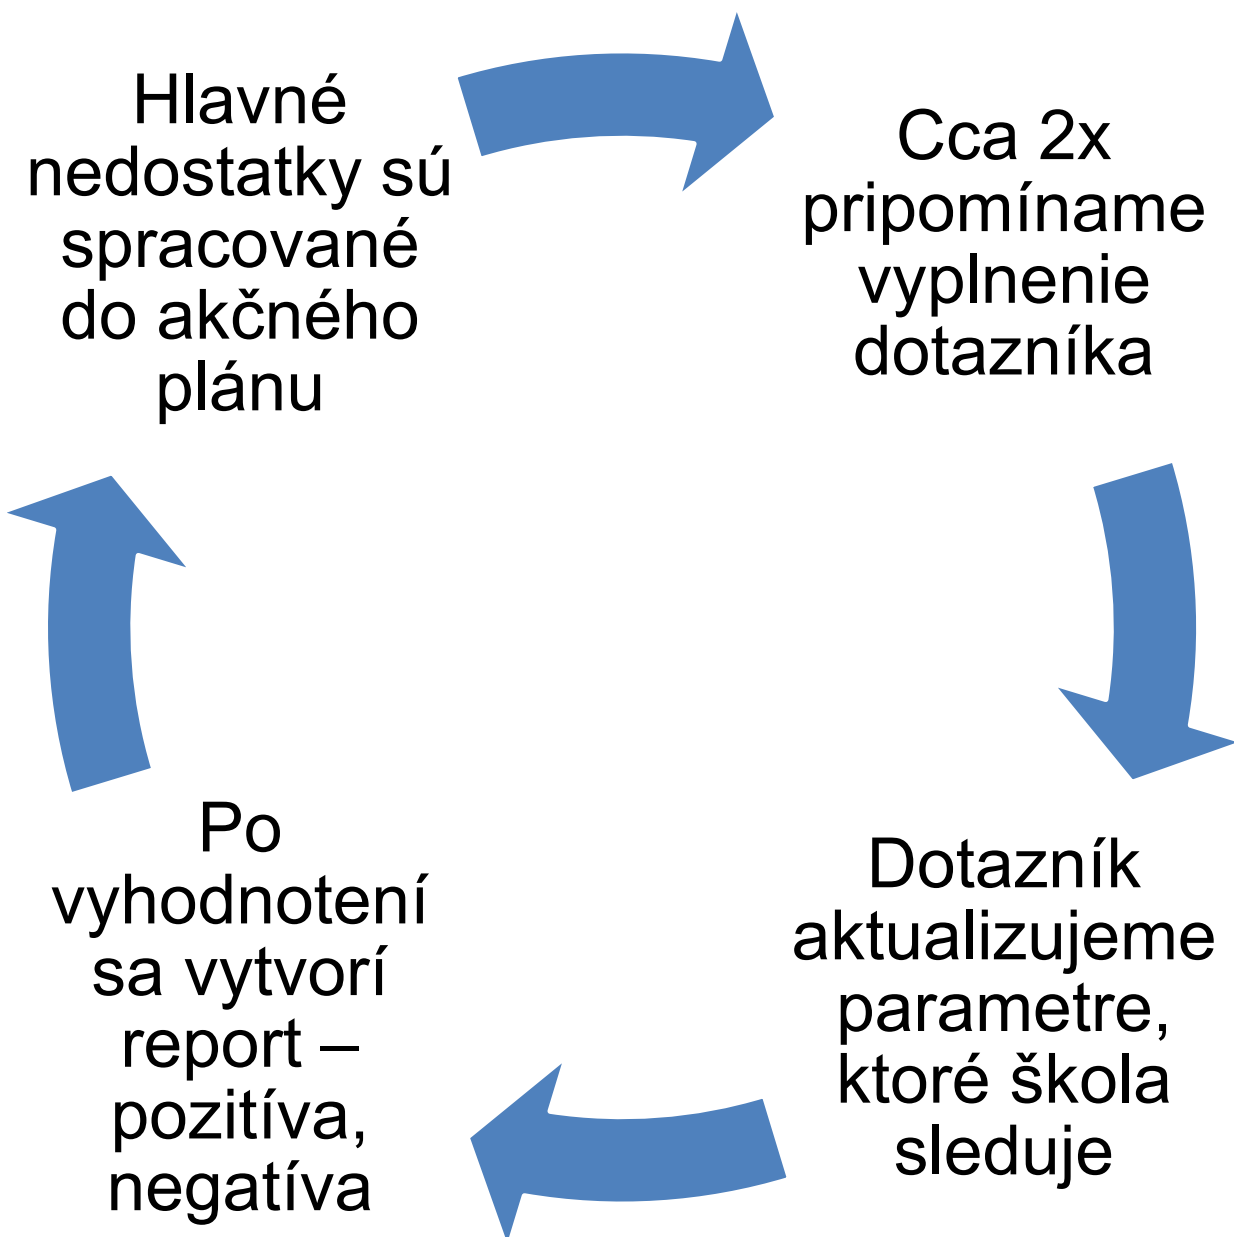 Hlavné
nedostatky sú
spracované
do akčného
plánu
Cca 2x
pripomíname
vyplnenie
dotazníka
Dotazník
aktualizujeme
parametre,
ktoré škola
sleduje
Po
vyhodnotení
sa vytvorí
report –
pozitíva,
negatíva